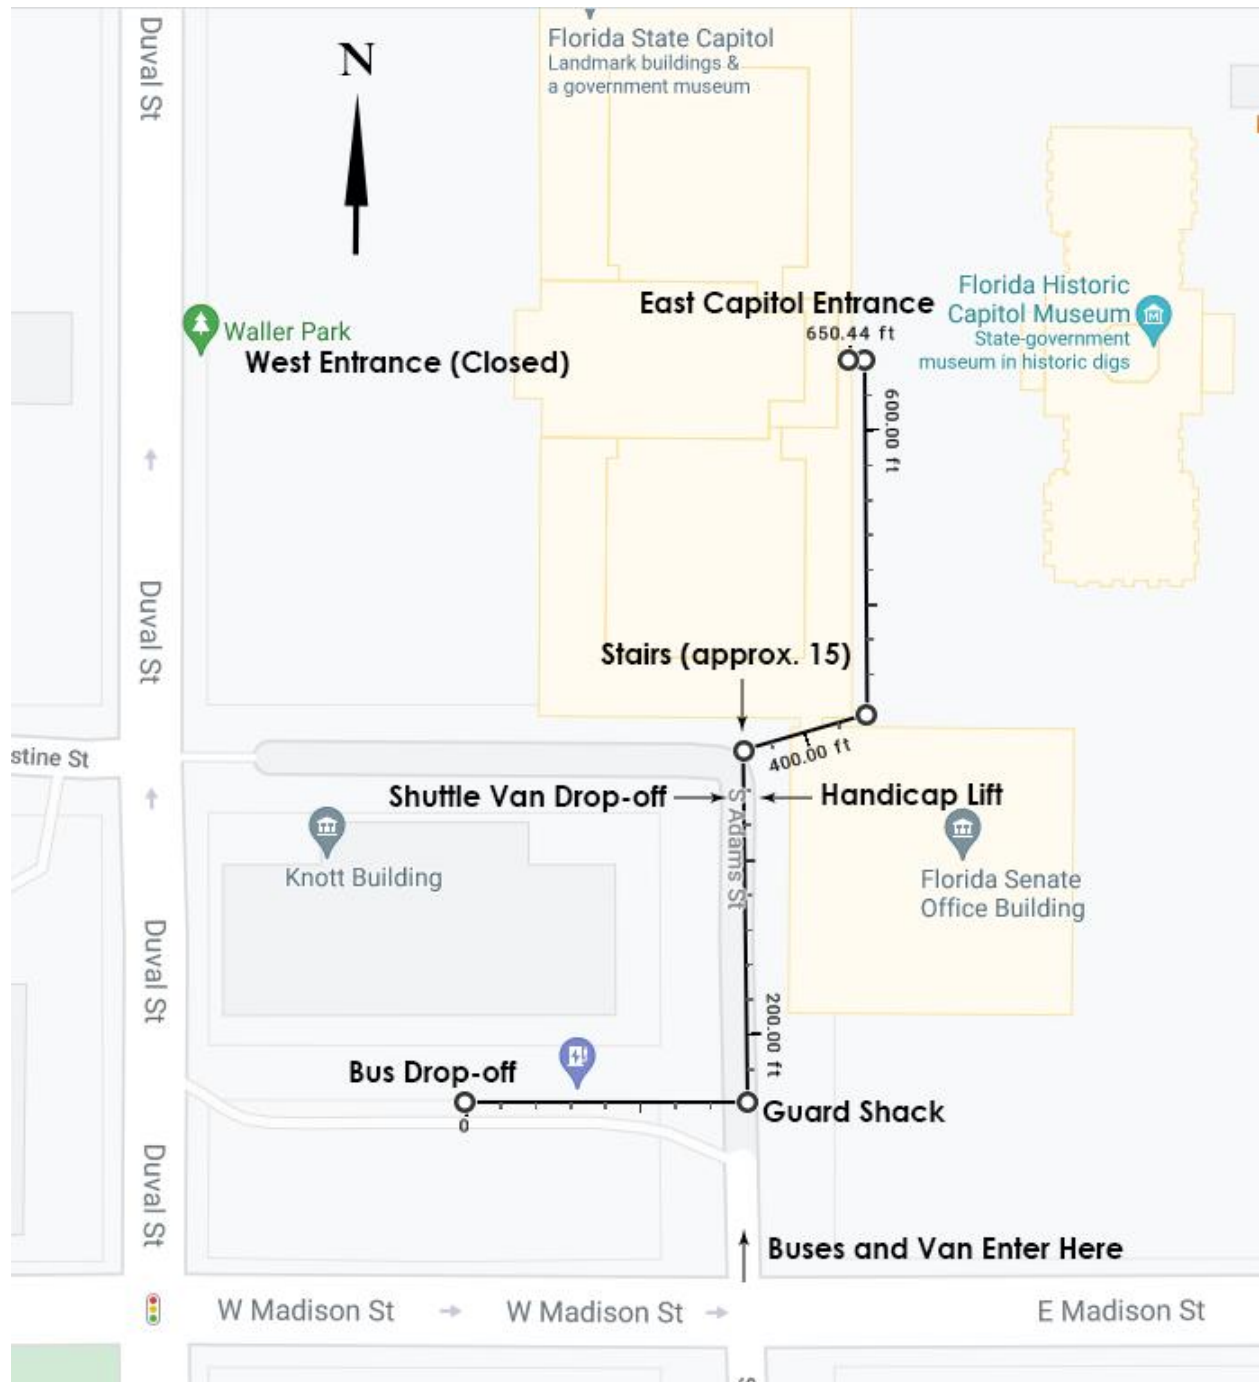 Duval St
N
Florida State Capitol
Landmark buildings &
a government museum
East Capitol Entrance
650.44 ft
Florida Historic
Capitol Museum
State-government
museum in historic digs
Waller Park
West Entrance (Closed)
600.00 ft
Duval St
Stairs (approx. 15)
stine St
400.00 ft
Shuttle Van Drop-off
Handicap Lift
S Adams St
Knott Building
Florida Senate
Office Building
Duval St
200.00 ft
Bus Drop-off
0
Guard Shack
Duval St
Buses and Van Enter Here
W Madison St
W Madison St
E Madison St